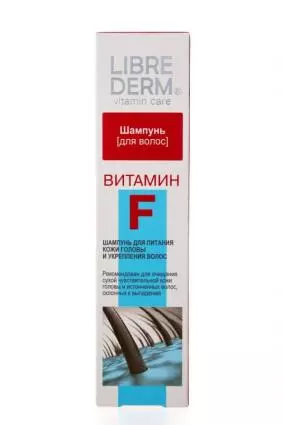 LIBRE
DERM®
vitamin care
Шампунь
[для волос]
ВИТАМИН
F
ШАМПУНЬ ДЛЯ ПИТАНИЯ
КОЖИ ГОЛОВЫ
И УКРЕПЛЕНИЯ ВОЛОС
Рекомендован для очищения
сухой чувствительной кожи
головы и истонченных волос,
склонных к выпадению